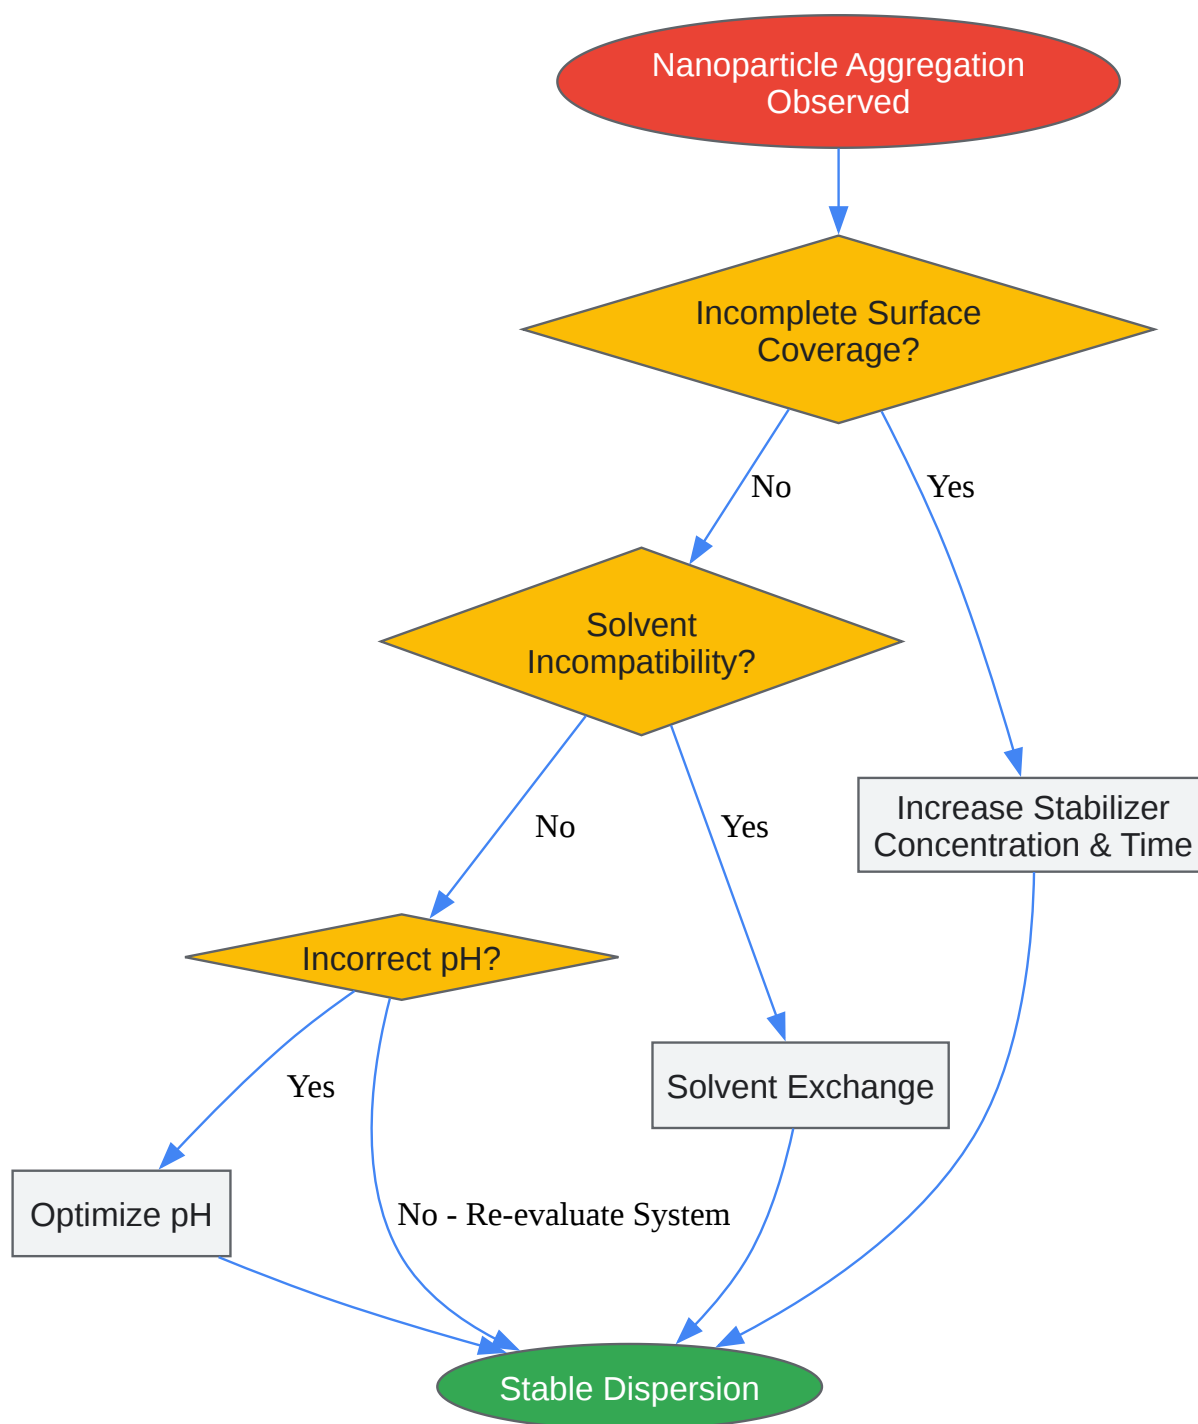 Nanoparticle Aggregation
Observed
Incomplete Surface
Coverage?
No
Yes
Solvent
Incompatibility?
No
Yes
Increase Stabilizer
Concentration & Time
Incorrect pH?
Yes
Solvent Exchange
Optimize pH
No - Re-evaluate System
Stable Dispersion